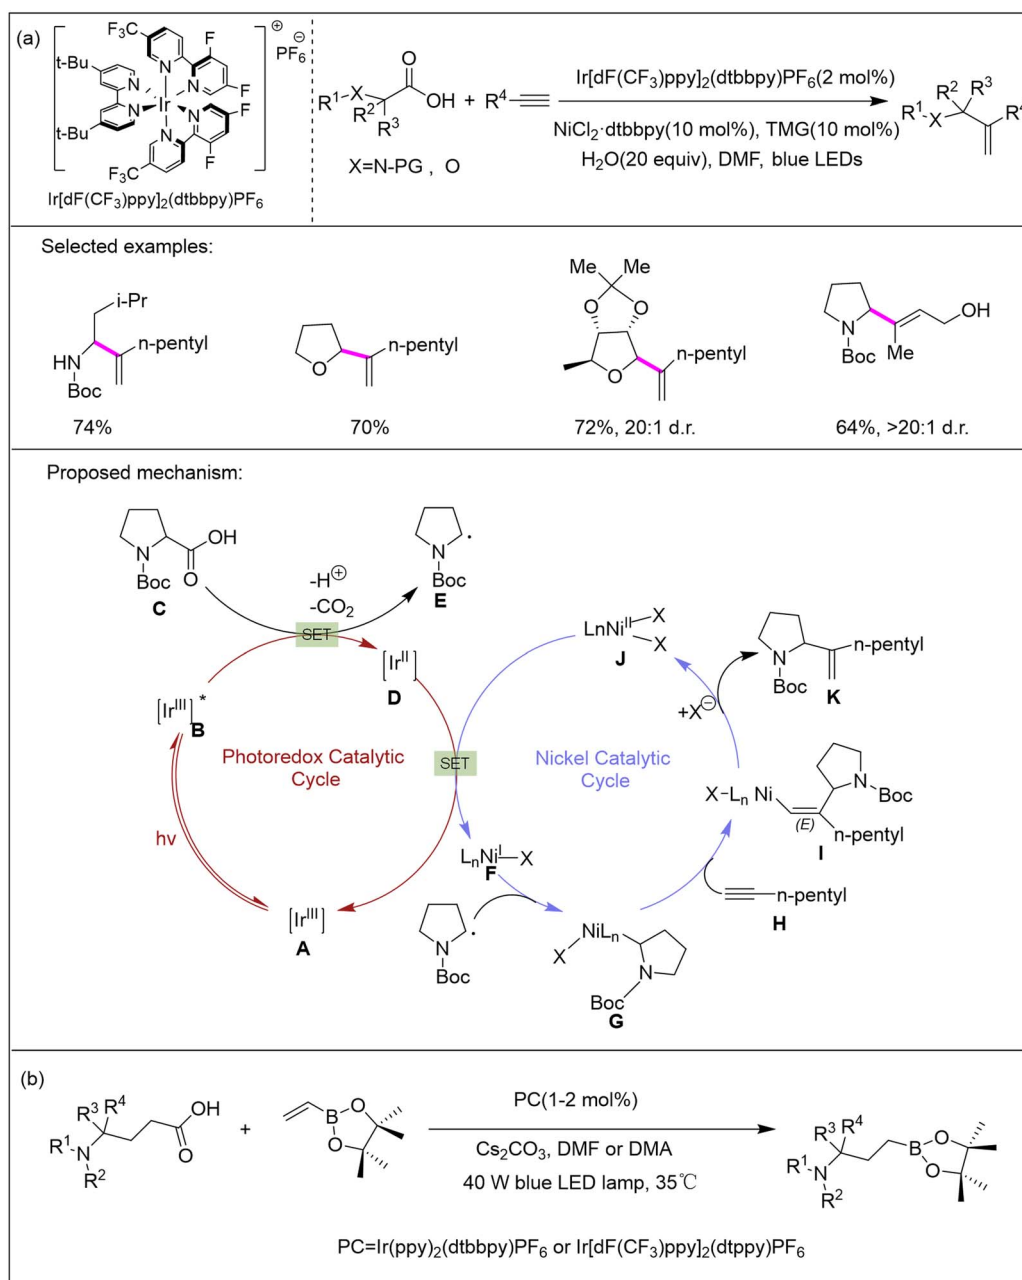 (a)
F3C
t-Bu
t-Bu
F3C
N
N
N
N
N
N
Ir
F
F
F
F
⊕
PF6⊖
Ir[dF(CF3)ppy]2(dtbbpy)PF6
R1
X
R2
R3
O
OH
+
R4
X=N-PG , O
Ir[dF(CF3)ppy]2(dtbbpy)PF6(2 mol%)
NiCl2·dtbbpy(10 mol%), TMG(10 mol%)
H2O(20 equiv), DMF, blue LEDs
R1
X
R2
R3
R4
Selected examples:
i-Pr
n-pentyl
HN
Boc
74%
O
n-pentyl
70%
Me
Me
O
O
O
n-pentyl
72%, 20:1 d.r.
N
Boc
Me
OH
64%, >20:1 d.r.
Proposed mechanism:
N
Boc
OH
O
C
-H⊕
-CO2
N
Boc
E
SET
[IrII]
D
[IrIII]*
B
Photoredox Catalytic
Cycle
hv
[IrIII]
A
SET
LnNiII
X
X
J
Nickel Catalytic
Cycle
+X⊖
N
Boc
n-pentyl
K
X-Ln
Ni
(E)
N
Boc
n-pentyl
I
LnNiI—X
F
N
Boc
NiLn
X
N
Boc
G
n-pentyl
H
(b)
R3
R4
R1
N
R2
OH
O
+
B
O
O
PC(1-2 mol%)
Cs2CO3, DMF or DMA
40 W blue LED lamp, 35℃
R3
R4
R1
N
R2
B
O
O
PC=Ir(ppy)2(dtbbpy)PF6 or Ir[dF(CF3)ppy]2(dtppy)PF6